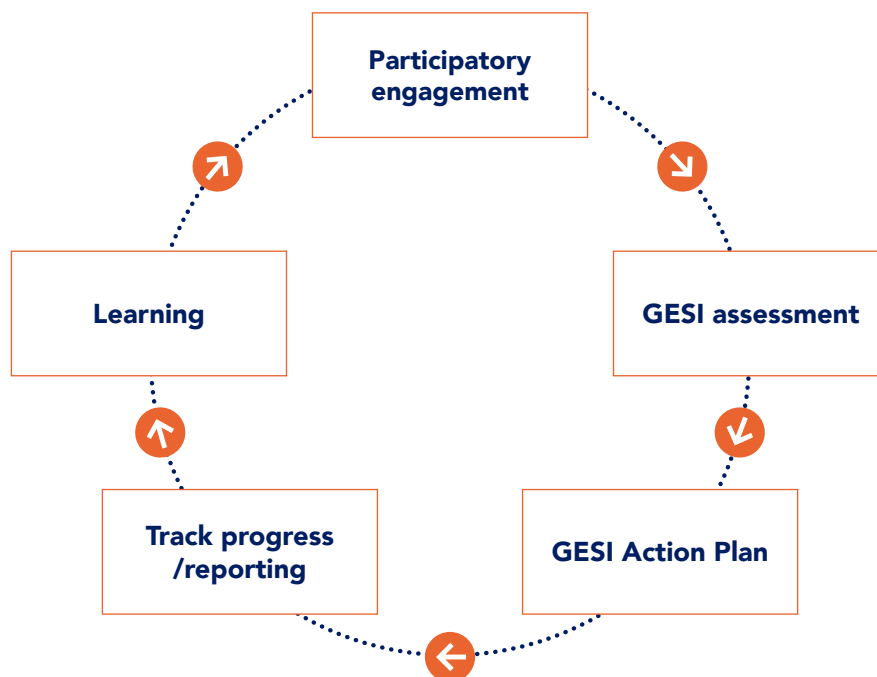 Participatory
engagement
GESI assessment
GESI Action Plan
Track progress
/reporting
Learning